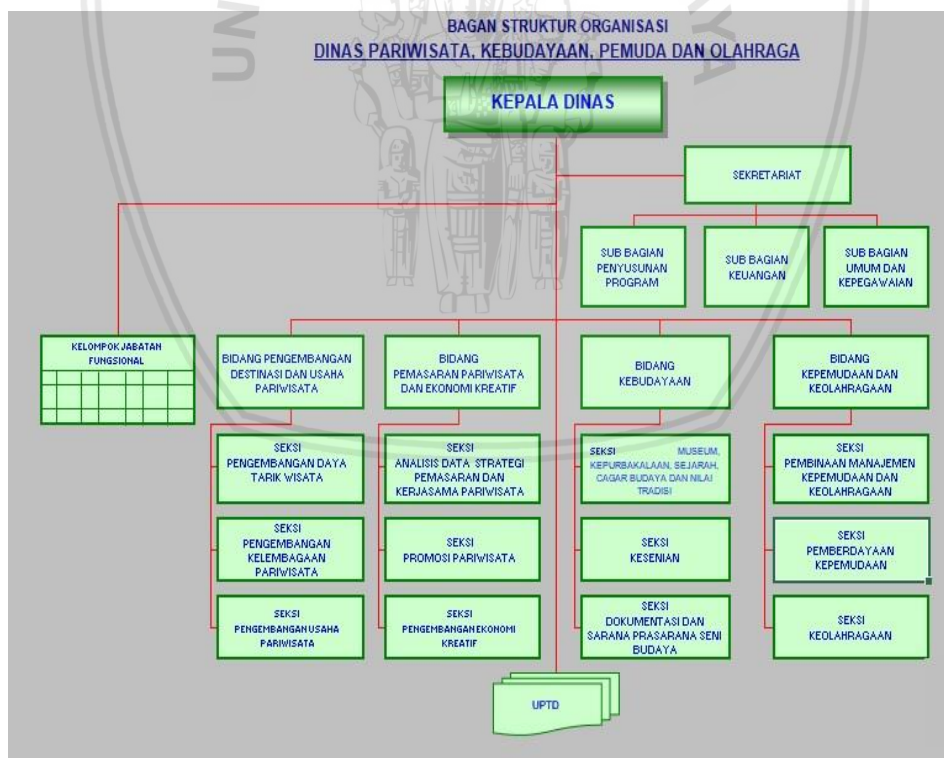 BAGAN STRUKTUR ORGANISASI
DINAS PARIWISATA, KEBUDAYAAN, PEMUDA DAN OLAHRAGA
KEPALA DINAS
SEKRETARIAT
SUB BAGIAN
PENYUSUNAN
PROGRAM
SUB BAGIAN
KEUANGAN
SUB BAGIAN
UMUM DAN
KEPEGAWAIAN
KELOMPOK JABATAN
FUNGSIONAL
BIDANG PENGEMBANGAN
DESTINASI DAN USAHA
PARIWISATA
BIDANG
PEMASARAN PARIWISATA
DAN EKONOMI KREATIF
BIDANG
KEBUDAYAAN
BIDANG
KEPEMUDAAN DAN
KEOLAHRAGAAN
SEKSI
PENGEMBANGAN DAYA
TARIK WISATA
SEKSI
ANALISIS DATA STRATEGI
PEMASARAN DAN
KERJASAMA PARIWISATA
SEKSI MUSEUM,
KEPURBAKALAAN, SEJARAH,
CAGAR BUDAYA DAN NILAI
TRADISI
SEKSI
PEMBINAAN MANAJEMEN
KEPEMUDAAN DAN
KEOLAHRAGAAN
SEKSI
PENGEMBANGAN
KELEMBAGAAN
PARIWISATA
SEKSI
PROMOSI PARIWISATA
SEKSI
KESENIAN
SEKSI
PEMBERDAYAAN
KEPEMUDAAN
SEKSI
PENGEMBANGAN USAHA
PARIWISATA
SEKSI
PENGEMBANGAN EKONOMI
KREATIF
SEKSI
DOKUMENTASI DAN
SARANA PRASARANA SENI
BUDAYA
SEKSI
KEOLAHRAGAAN
UPTD